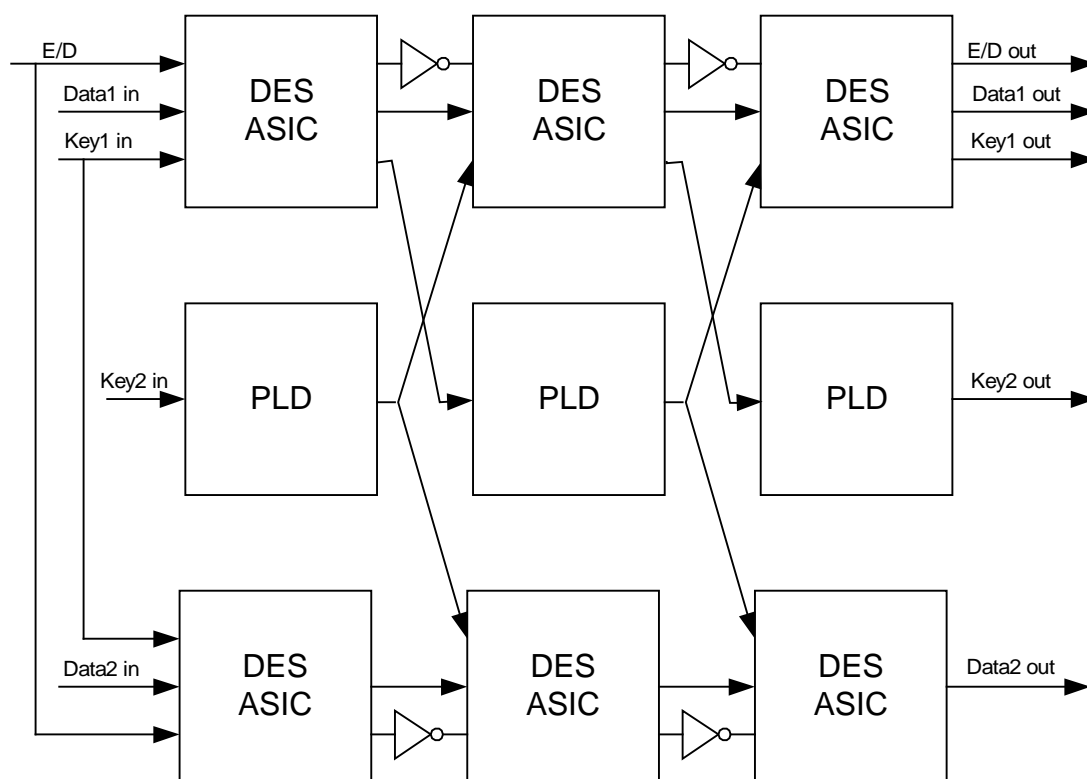 E/D
Data1 in
Key1 in
DES
ASIC
DES
ASIC
DES
ASIC
E/D out
Data1 out
Key1 out
Key2 in
PLD
PLD
PLD
Key2 out
Data2 in
DES
ASIC
DES
ASIC
DES
ASIC
Data2 out